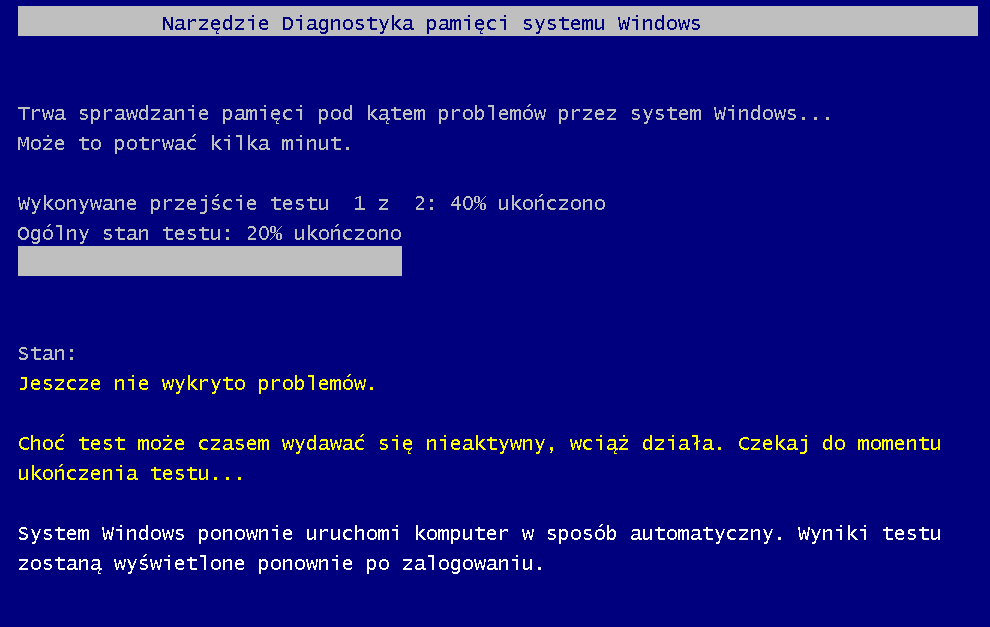 Narzędzie Diagnostyka pamięci systemu Windows
Trwa sprawdzanie pamięci pod kątem problemów przez system Windows...
Może to potrwać kilka minut.
Wykonywane przejście testu  1 z  2: 40% ukończono
Ogólny stan testu: 20% ukończono
Stan:
Jeszcze nie wykryto problemów.
Choć test może czasem wydawać się nieaktywny, wciąż działa. Czekaj do momentu
ukończenia testu...
System Windows ponownie uruchomi komputer w sposób automatyczny. Wyniki testu
zostaną wyświetlone ponownie po zalogowaniu.